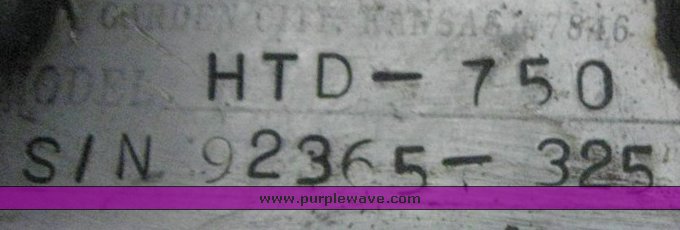 GARDEN CITY, KANSAS 67846
MODEL HTD-750
S/N 92365-325
www.purplewave.com